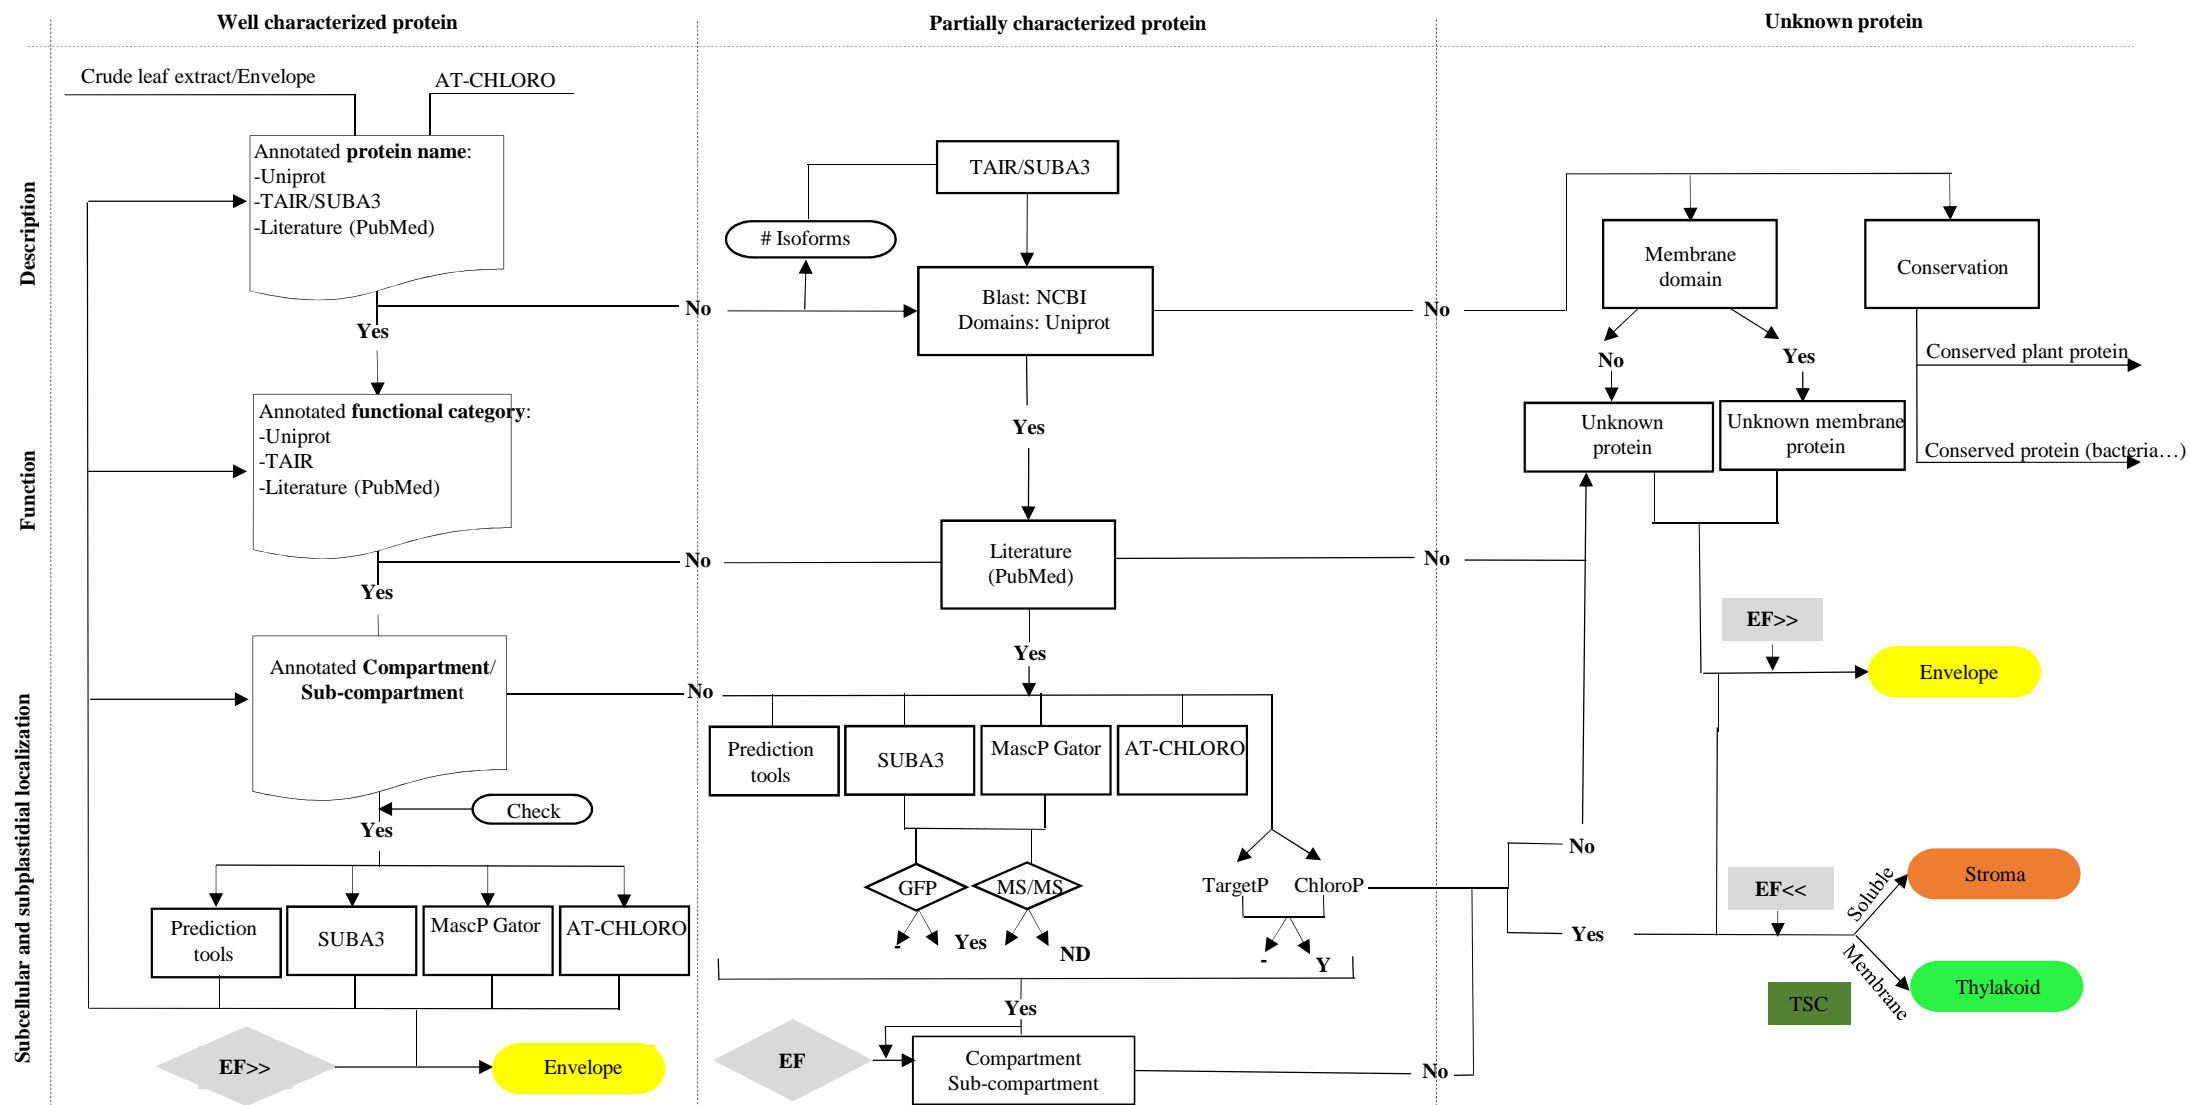 Well characterized protein
Partially characterized protein
Unknown protein
Description
Function
Subcellular and subplastidial localization
Crude leaf extract/Envelope
AT-CHLORO
Annotated protein name:
-Uniprot
-TAIR/SUBA3
-Literature (PubMed)
Yes
No
Annotated functional category:
-Uniprot
-TAIR
-Literature (PubMed)
Yes
No
Annotated Compartment/
Sub-compartment
No
Check
Yes
Prediction
tools
SUBA3
MascP Gator
AT-CHLORO
EF>>
Envelope
TAIR/SUBA3
# Isoforms
Blast: NCBI
Domains: Uniprot
No
Yes
Literature
(PubMed)
No
Yes
Prediction
tools
SUBA3
MascP Gator
AT-CHLORO
GFP
MS/MS
TargetP
ChloroP
-
Yes
ND
-
Y
Yes
EF
Compartment
Sub-compartment
No
Membrane
domain
Conservation
No
Yes
Conserved plant protein
Unknown
protein
Unknown membrane
protein
Conserved protein (bacteria…)
EF>>
Envelope
No
Yes
EF<<
Soluble
Stroma
Membrane
Thylakoid
TSC